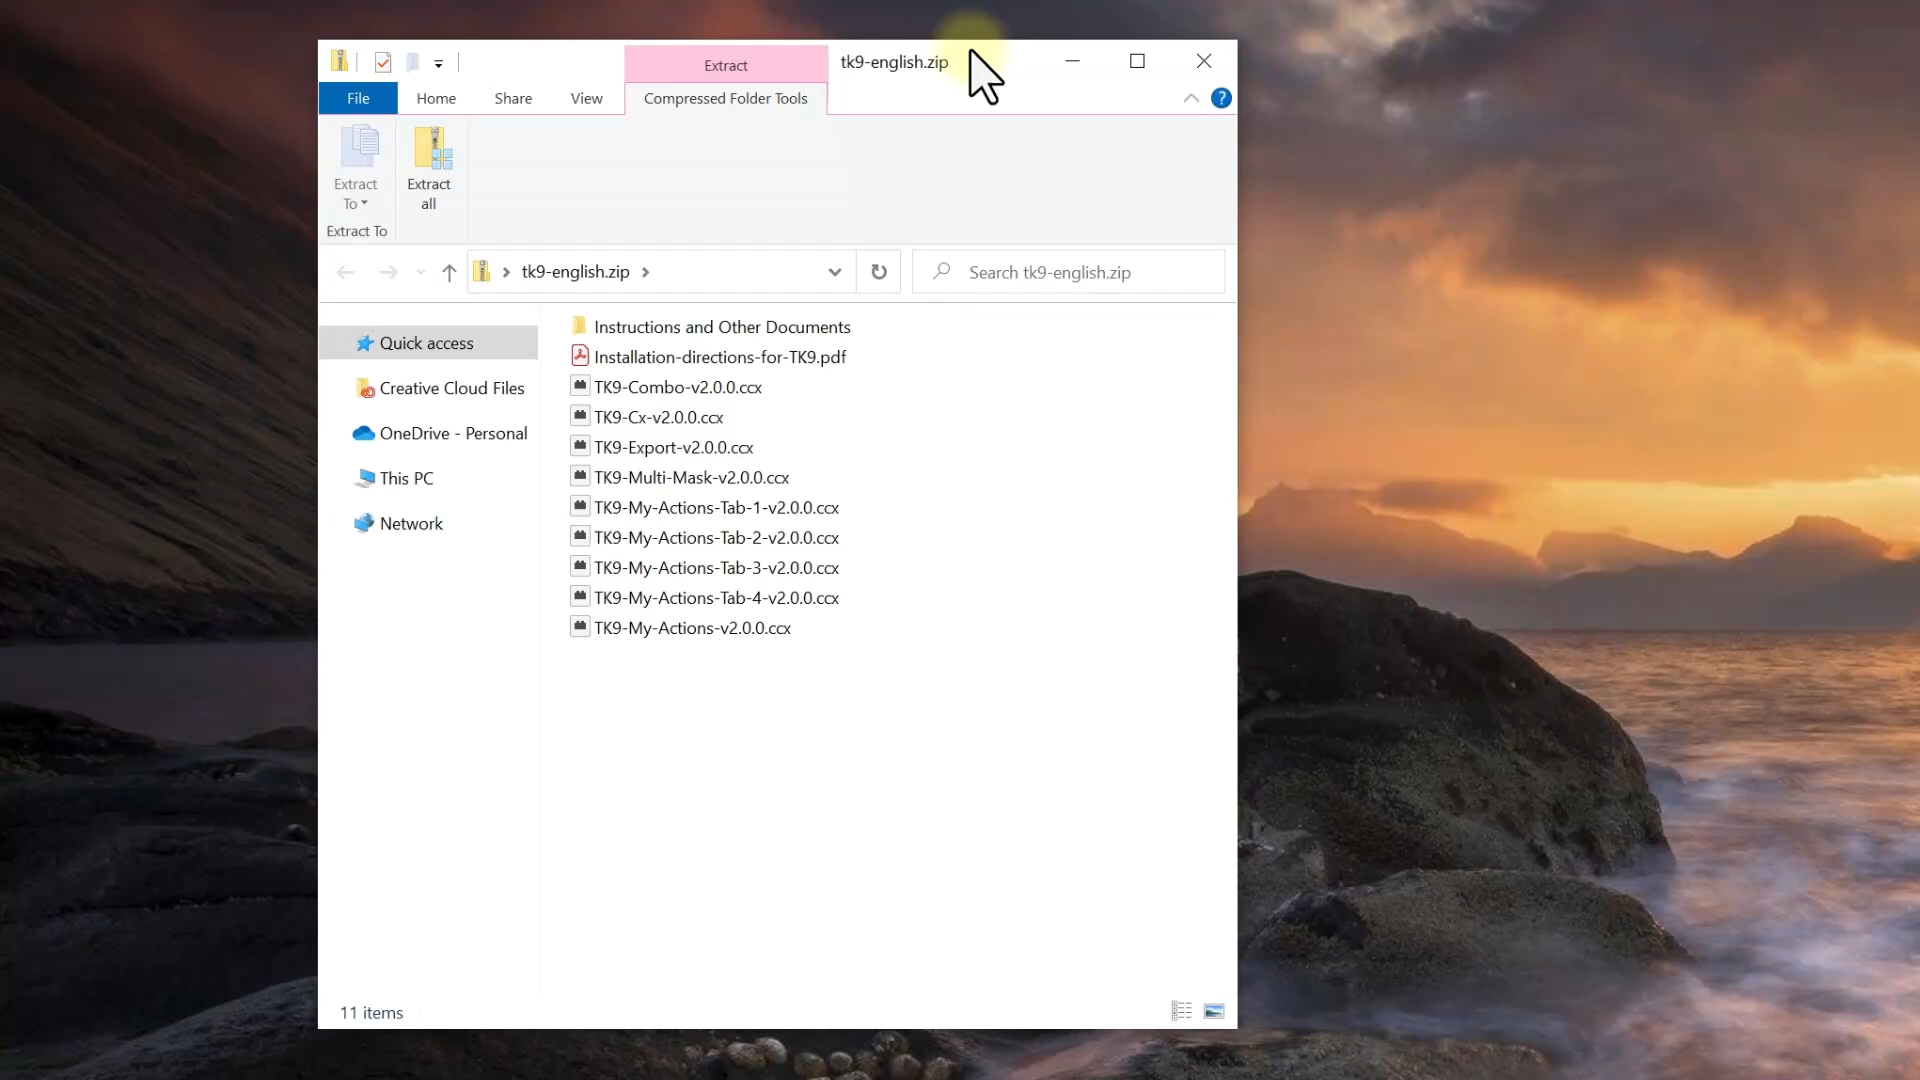 Extract
tk9-english.zip
File
Home
Share
View
Compressed Folder Tools
?
Extract
To
Extract
all
Extract To
tk9-english.zip
Search tk9-english.zip
Quick access
Creative Cloud Files
OneDrive - Personal
This PC
Network
Instructions and Other Documents
Installation-directions-for-TK9.pdf
TK9-Combo-v2.0.0.ccx
TK9-Cx-v2.0.0.ccx
TK9-Export-v2.0.0.ccx
TK9-Multi-Mask-v2.0.0.ccx
TK9-My-Actions-Tab-1-v2.0.0.ccx
TK9-My-Actions-Tab-2-v2.0.0.ccx
TK9-My-Actions-Tab-3-v2.0.0.ccx
TK9-My-Actions-Tab-4-v2.0.0.ccx
TK9-My-Actions-v2.0.0.ccx
11 items